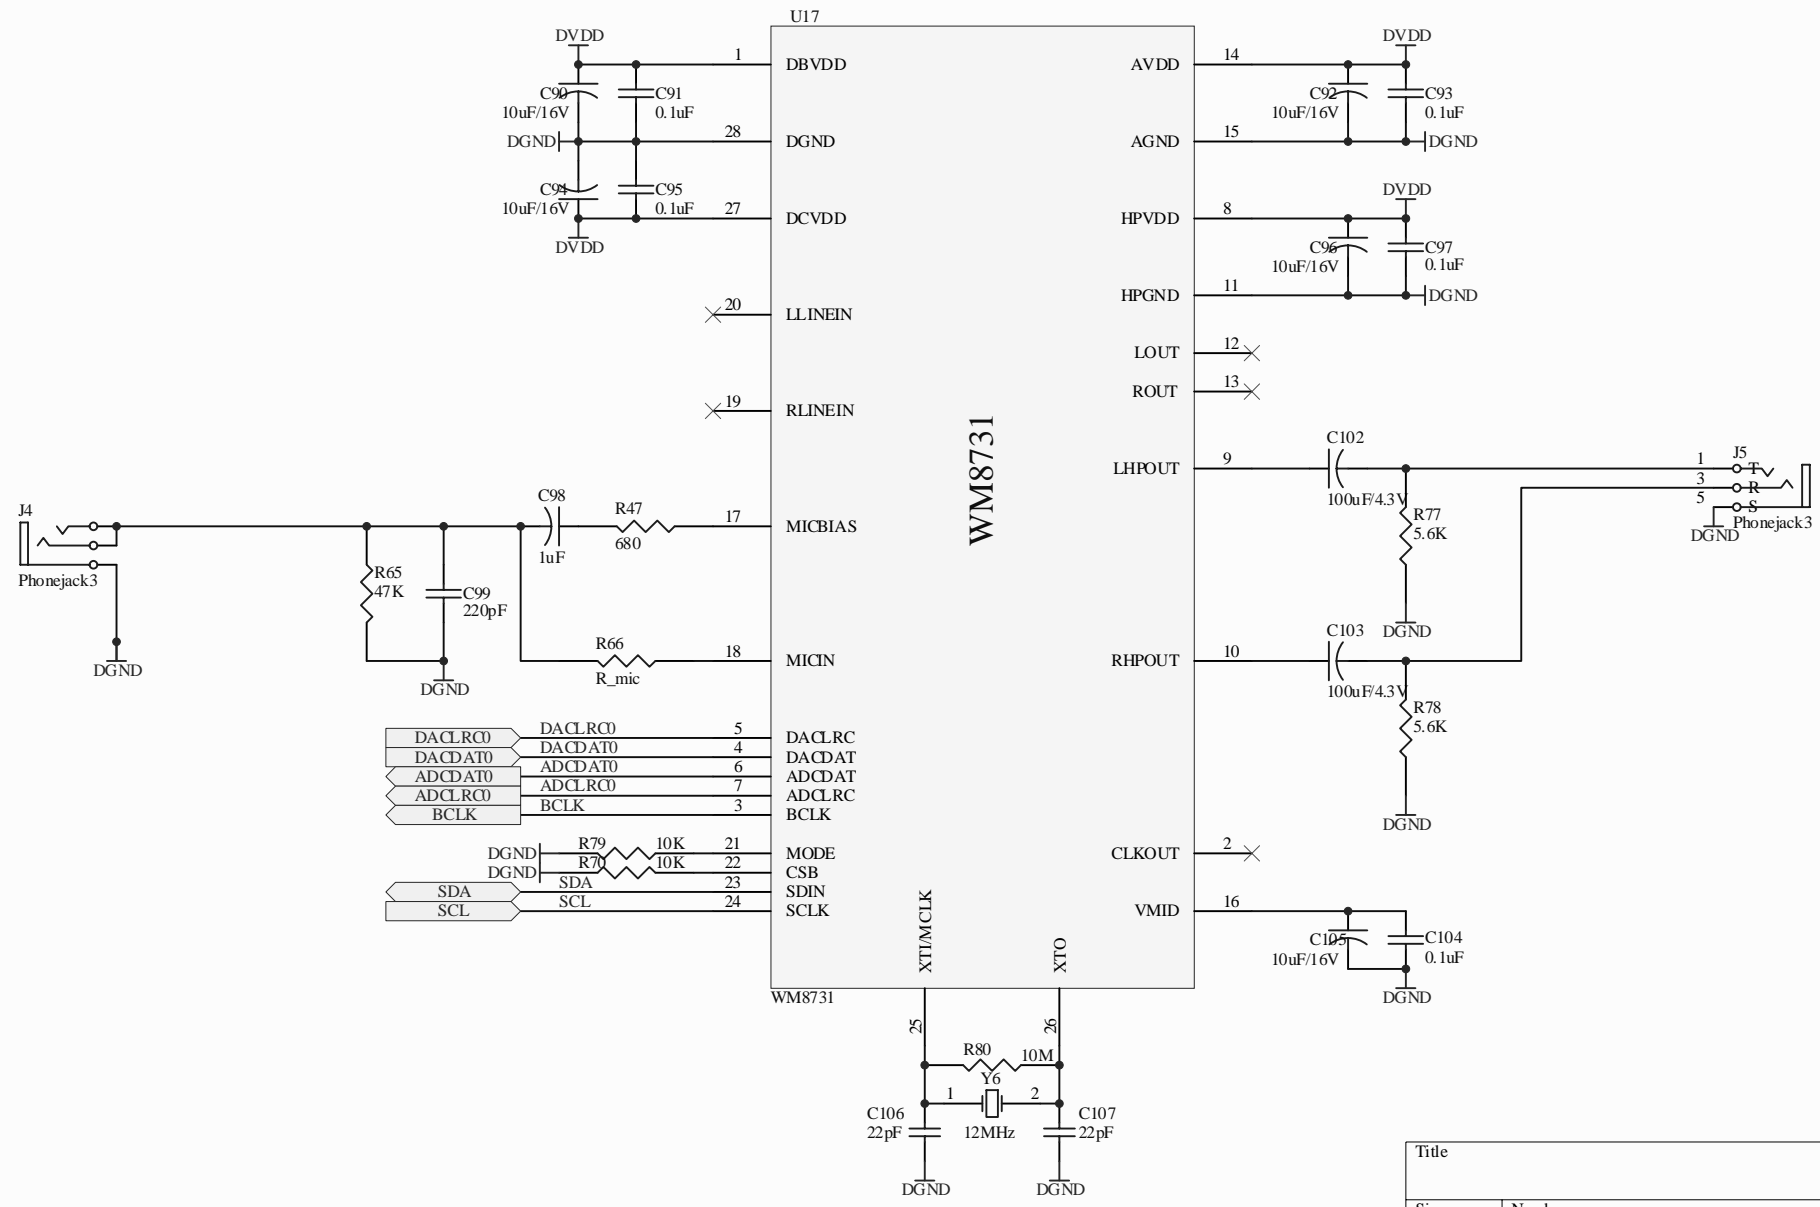 U17
DVDD
1
DBVDD
C90
10uF/16V
C91
0.1uF
DGND
28
DGND
C94
10uF/16V
C95
0.1uF
27
DCVDD
DVDD
20
LLINEIN
19
RLINEIN
J4
Phonejack3
DGND
R65
47K
C99
220pF
DGND
C98
1uF
R47
680
17
MICBIAS
R66
R_mic
18
MICIN
DACLRC0
DACLRC0
5
DACLRC
DACDAT0
DACDAT0
4
DACDAT
ADCDAT0
ADCDAT0
6
ADCDAT
ADCLRC0
ADCLRC0
7
ADCLRC
BCLK
BCLK
3
BCLK
DGND
R79
10K
21
MODE
DGND
R70
10K
22
CSB
SDA
SDA
23
SDIN
SCL
SCL
24
SCLK
WM8731
WM8731
XTI/MCLK
XTO
25
26
R80
10M
Y6
1
2
12MHz
C106
22pF
C107
22pF
DGND
DGND
DVDD
AVDD
14
C92
10uF/16V
C93
0.1uF
AGND
15
DGND
DVDD
HPVDD
8
C96
10uF/16V
C97
0.1uF
HPGND
11
DGND
LOUT
12
ROUT
13
LHPOUT
9
C102
100uF/4.3V
R77
5.6K
DGND
RHPOUT
10
C103
100uF/4.3V
R78
5.6K
DGND
J5
1
T
3
R
5
S
DGND
Phonejack3
CLKOUT
2
VMID
16
C105
10uF/16V
C104
0.1uF
DGND
Title